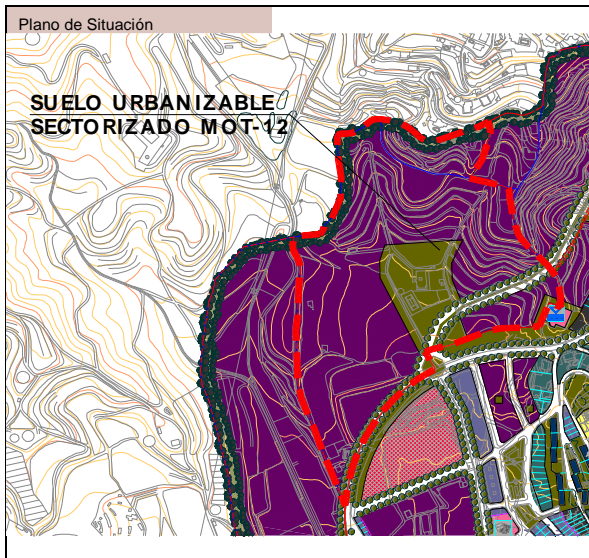 Plano de Situación
SUELO URBANIZABLE
SECTORIZADO MOT-12